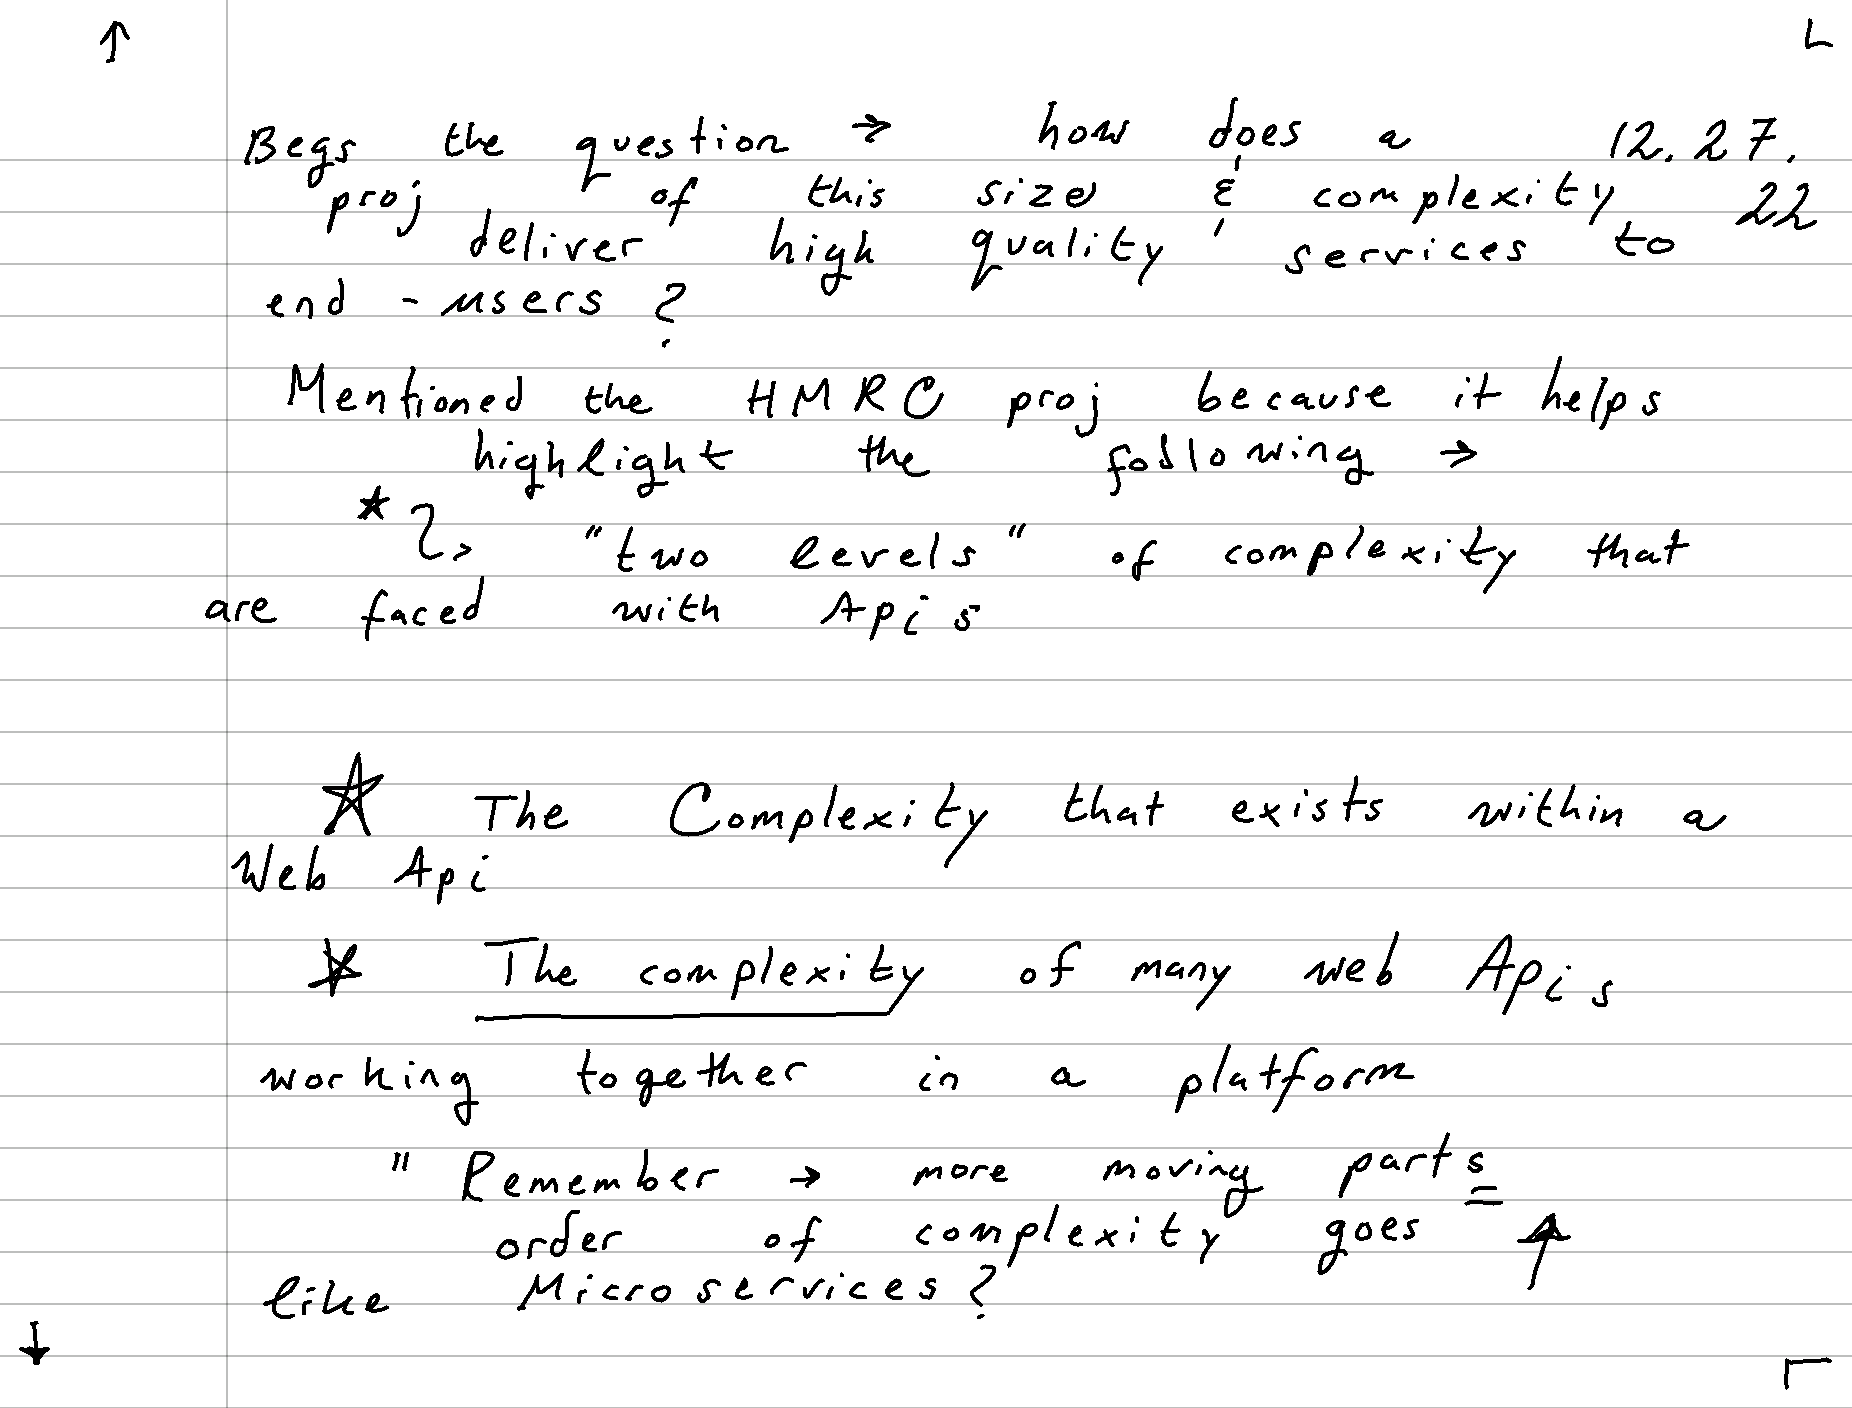 Begs the question → how does a 12.27.
proj of this size & complexity 22
deliver high quality services to
end - users ?
Mentioned the HMRC proj because it helps
highlight the following →
* ↳ "two levels" of complexity that
are faced with Apis
☆ The Complexity that exists within a
Web Api
☆ The complexity of many web Apis
working together in a platform
" Remember → more moving parts
order of complexity goes ↑
like Microservices?